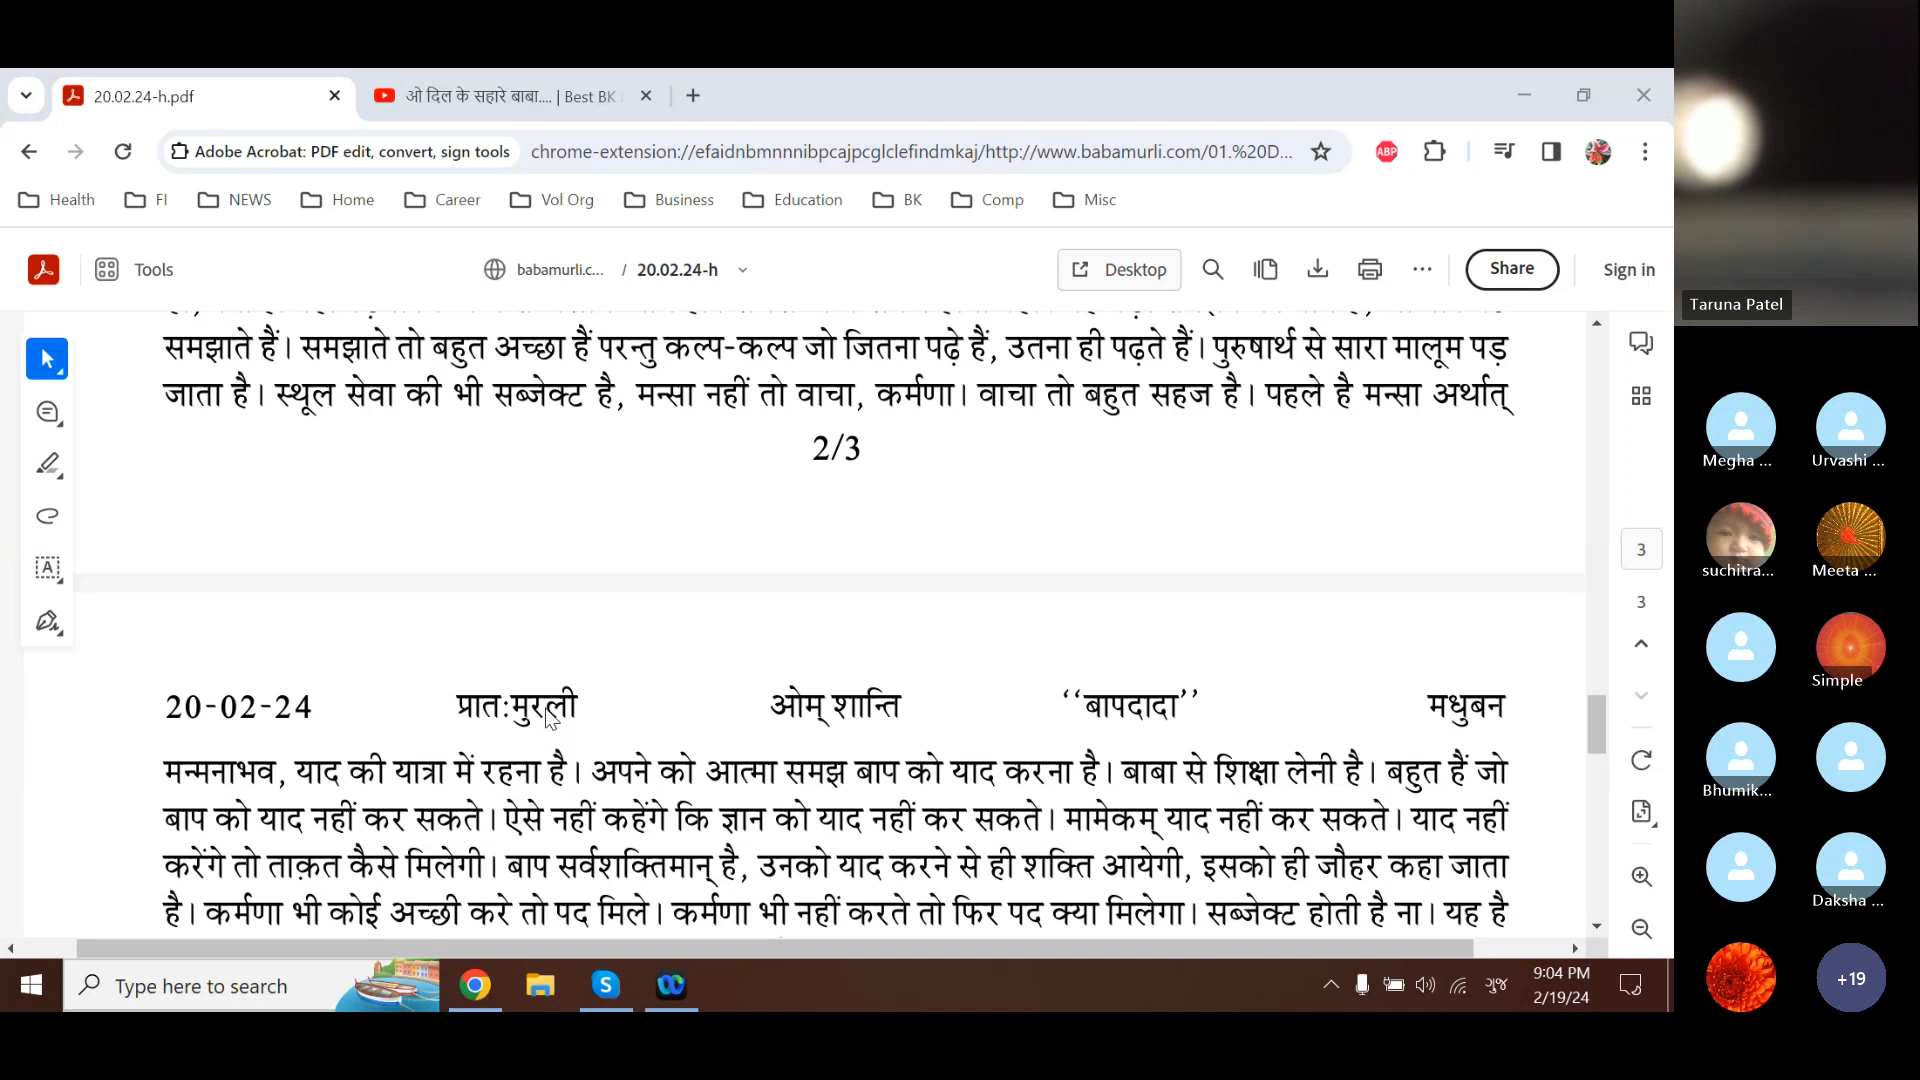 20.02.24-h.pdf
ओ दिल के सहारे बाबा.... | Best BK
Adobe Acrobat: PDF edit, convert, sign tools
chrome-extension://efaidnbmnnnibpcajpcglclefindmkaj/http://www.babamurli.com/01.%20D...
ABP
Health
FI
NEWS
Home
Career
Vol Org
Business
Education
BK
Comp
Misc
Tools
babamurli.c... / 20.02.24-h
Desktop
Share
Sign in
समझाते हैं। समझाते तो बहुत अच्छा हैं परन्तु कल्प-कल्प जो जितना पढ़े हैं, उतना ही पढ़ते हैं। पुरुषार्थ से सारा मालूम पड़
जाता है। स्थूल सेवा की भी सब्जेक्ट है, मन्सा नहीं तो वाचा, कर्मणा। वाचा तो बहुत सहज है। पहले है मन्सा अर्थात्
2/3
3
3
20-02-24 प्रात:मुरली ओम् शान्ति ‘‘बापदादा’’ मधुबन
मन्मनाभव, याद की यात्रा में रहना है। अपने को आत्मा समझ बाप को याद करना है। बाबा से शिक्षा लेनी है। बहुत हैं जो
बाप को याद नहीं कर सकते। ऐसे नहीं कहेंगे कि ज्ञान को याद नहीं कर सकते। मामेकम् याद नहीं कर सकते। याद नहीं
करेंगे तो ताक़त कैसे मिलेगी। बाप सर्वशक्तिमान् है, उनको याद करने से ही शक्ति आयेगी, इसको ही जौहर कहा जाता
है। कर्मणा भी कोई अच्छी करे तो पद मिले। कर्मणा भी नहीं करते तो फिर पद क्या मिलेगा। सब्जेक्ट होती है ना। यह है
Type here to search
ગુજ
9:04 PM
2/19/24
Taruna Patel
Megha ...
Urvashi ...
suchitra...
Meeta ...
Simple
Bhumik...
Daksha ...
+19